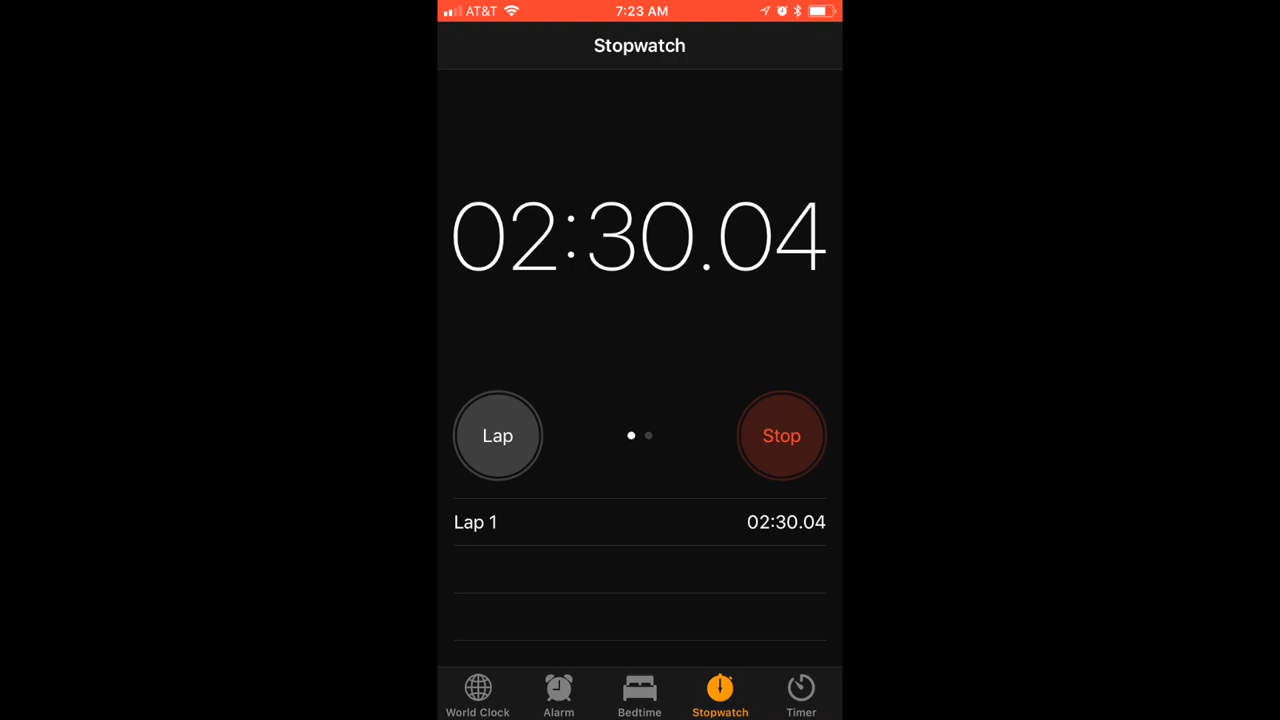 AT&T 7:23 AM
Stopwatch
02:30.04
Lap Stop
Lap 1 02:30.04
World Clock Alarm Bedtime Stopwatch Timer